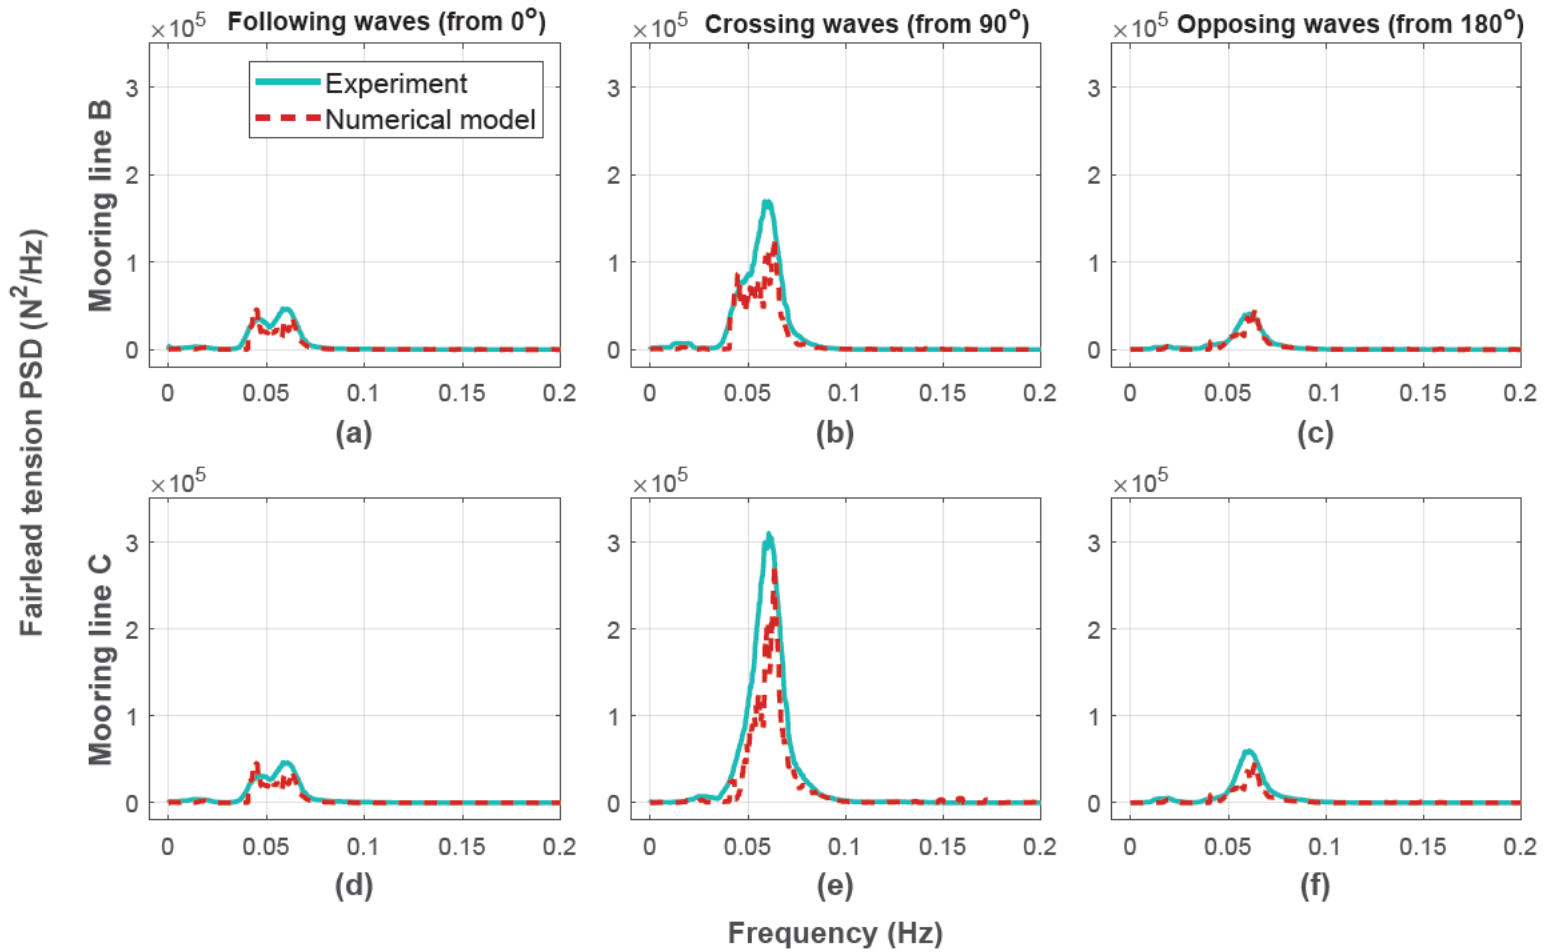 ×10⁵ Following waves (from 0°)
×10⁵ Crossing waves (from 90°)
×10⁵ Opposing waves (from 180°)
Experiment
Numerical model
Fairlead tension PSD (N²/Hz)
Mooring line B
3
2
1
0
0 0.05 0.1 0.15 0.2
(a)
3
2
1
0
0 0.05 0.1 0.15 0.2
(b)
3
2
1
0
0 0.05 0.1 0.15 0.2
(c)
Mooring line C
×10⁵
3
2
1
0
0 0.05 0.1 0.15 0.2
(d)
×10⁵
3
2
1
0
0 0.05 0.1 0.15 0.2
(e)
×10⁵
3
2
1
0
0 0.05 0.1 0.15 0.2
(f)
Frequency (Hz)